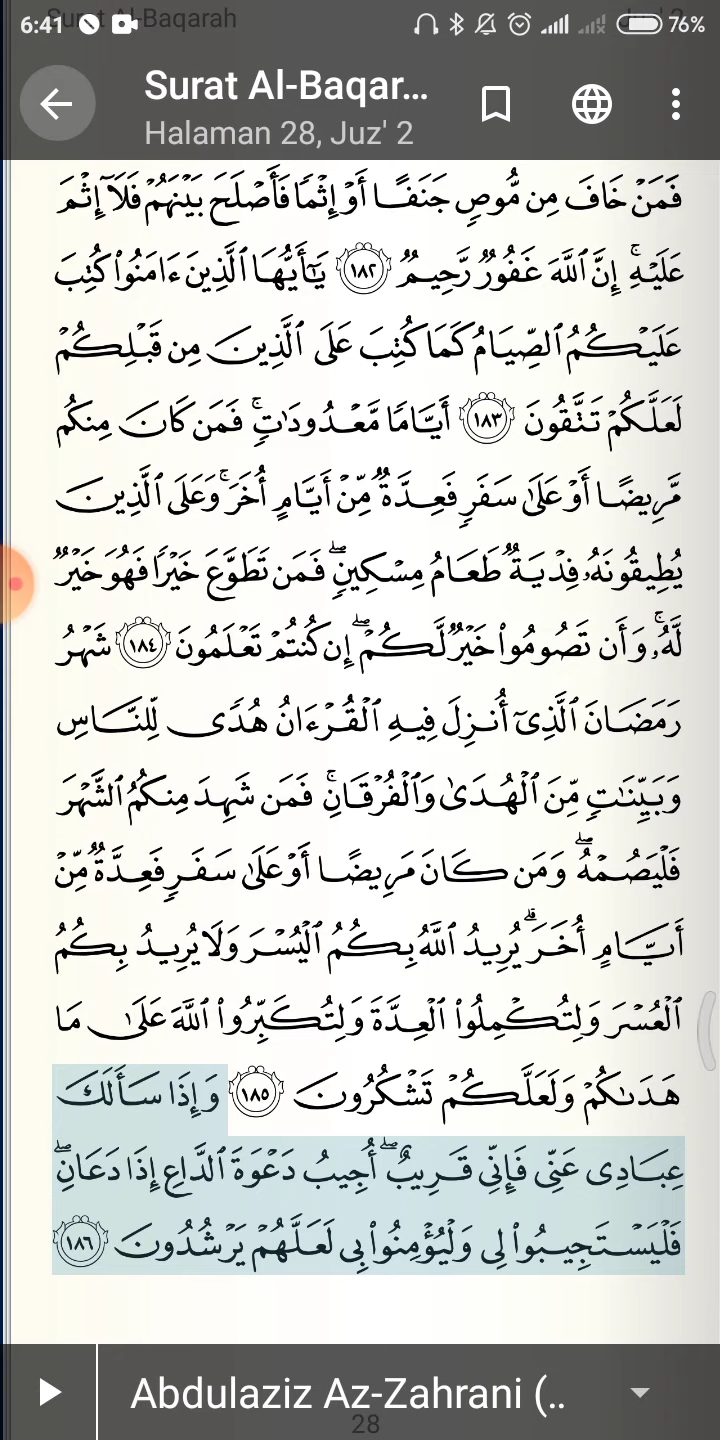 Surat Al-Baqarah
6:41 76%
Surat Al-Baqar...
Halaman 28, Juz' 2
فَمَنْ خَافَ مِن مُّوصٍ جَنَفًا أَوْ إِثْمًا فَأَصْلَحَ بَيْنَهُمْ فَلَآ إِثْمَ
عَلَيْهِ ۚ إِنَّ ٱللَّهَ غَفُورٌ رَّحِيمٌ ١٨٢ يَـٰٓأَيُّهَا ٱلَّذِينَ ءَامَنُوا۟ كُتِبَ
عَلَيْكُمُ ٱلصِّيَامُ كَمَا كُتِبَ عَلَى ٱلَّذِينَ مِن قَبْلِكُمْ
لَعَلَّكُمْ تَتَّقُونَ ١٨٣ أَيَّامًا مَّعْدُودَٰتٍ ۚ فَمَن كَانَ مِنكُم
مَّرِيضًا أَوْ عَلَىٰ سَفَرٍ فَعِدَّةٌ مِّنْ أَيَّامٍ أُخَرَ ۚ وَعَلَى ٱلَّذِينَ
يُطِيقُونَهُۥ فِدْيَةٌ طَعَامُ مِسْكِينٍ ۖ فَمَن تَطَوَّعَ خَيْرًا فَهُوَ خَيْرٌ
لَّهُۥ ۚ وَأَن تَصُومُوا۟ خَيْرٌ لَّكُمْ ۖ إِن كُنتُمْ تَعْلَمُونَ ١٨٤ شَهْرُ
رَمَضَانَ ٱلَّذِىٓ أُنزِلَ فِيهِ ٱلْقُرْءَانُ هُدًى لِّلنَّاسِ
وَبَيِّنَـٰتٍ مِّنَ ٱلْهُدَىٰ وَٱلْفُرْقَانِ ۚ فَمَن شَهِدَ مِنكُمُ ٱلشَّهْرَ
فَلْيَصُمْهُ ۖ وَمَن كَانَ مَرِيضًا أَوْ عَلَىٰ سَفَرٍ فَعِدَّةٌ مِّنْ
أَيَّامٍ أُخَرَ ۗ يُرِيدُ ٱللَّهُ بِكُمُ ٱلْيُسْرَ وَلَا يُرِيدُ بِكُمُ
ٱلْعُسْرَ وَلِتُكْمِلُوا۟ ٱلْعِدَّةَ وَلِتُكَبِّرُوا۟ ٱللَّهَ عَلَىٰ مَا
هَدَىٰكُمْ وَلَعَلَّكُمْ تَشْكُرُونَ ١٨٥ وَإِذَا سَأَلَكَ
عِبَادِى عَنِّى فَإِنِّى قَرِيبٌ ۖ أُجِيبُ دَعْوَةَ ٱلدَّاعِ إِذَا دَعَانِ ۖ
فَلْيَسْتَجِيبُوا۟ لِى وَلْيُؤْمِنُوا۟ بِى لَعَلَّهُمْ يَرْشُدُونَ ١٨٦
Abdulaziz Az-Zahrani (..
28